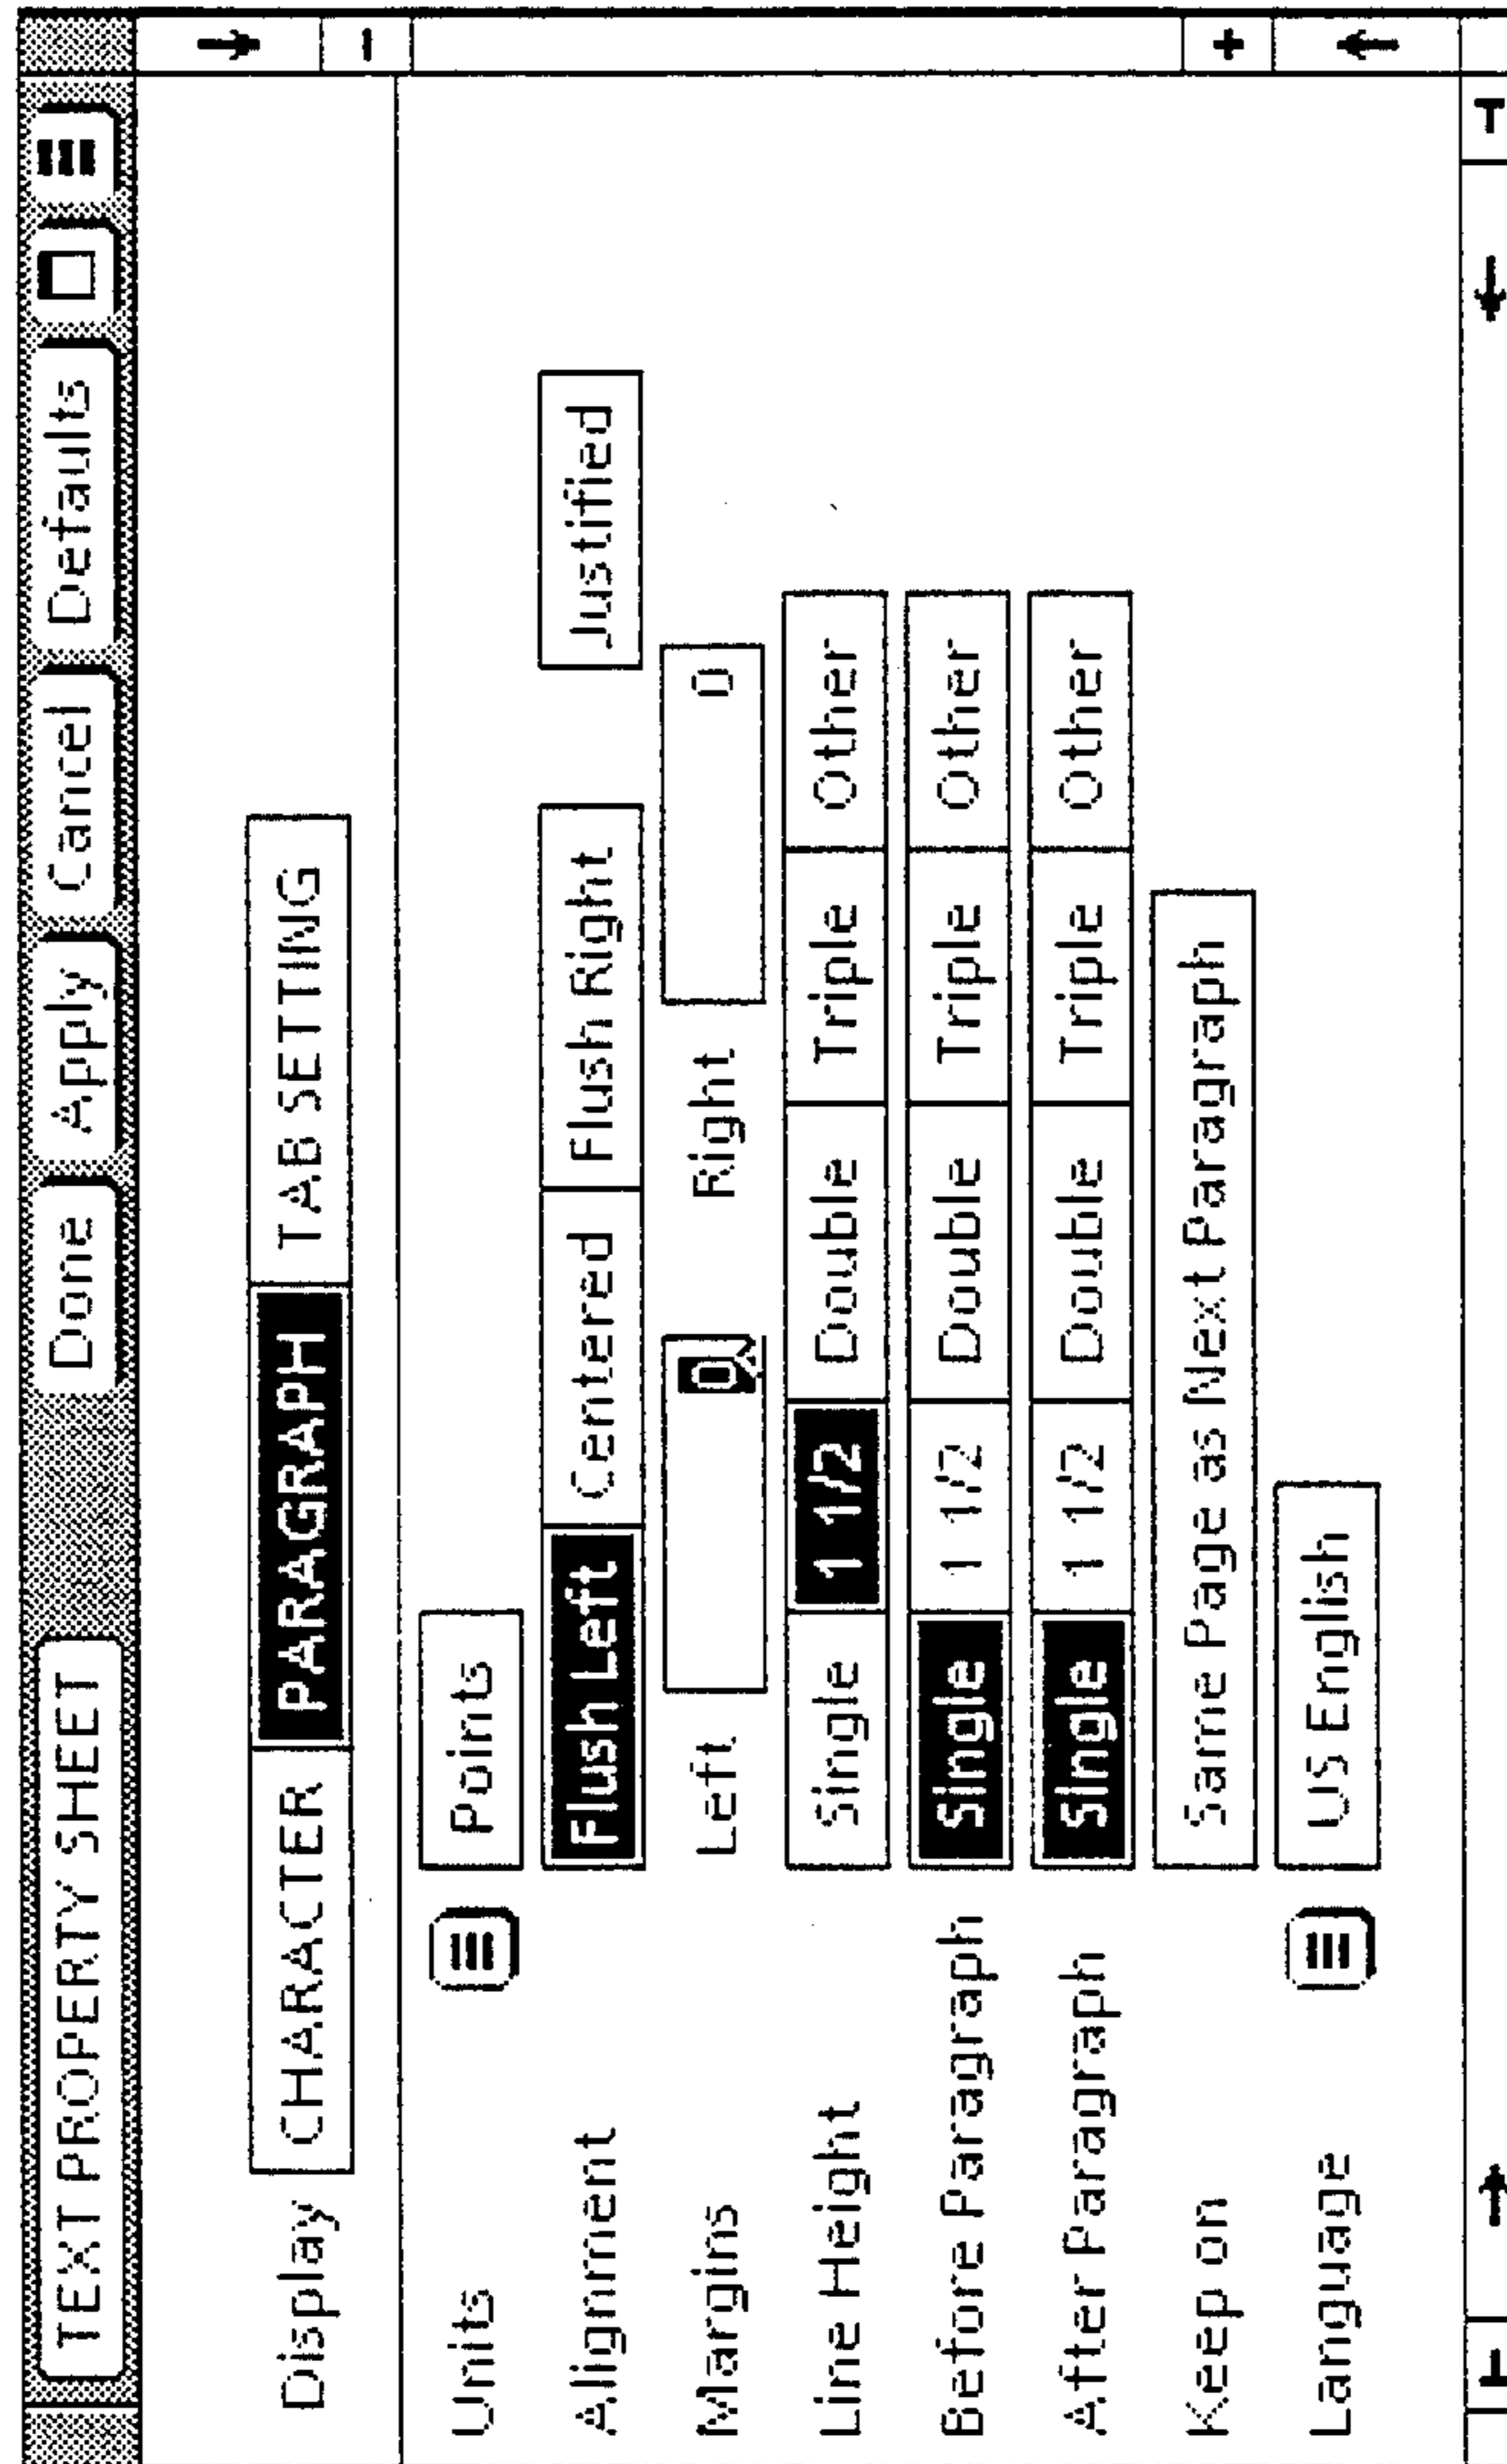 TEXT PROPERTY SHEET Done Apply Cancel Defaults
Display CHARACTER PARAGRAPH TAB SETTING
Units Points
Alignment Flush Left Centered Flush Right Justified
Margins Left 0 Right 0
Line Height Single 1 1/2 Double Triple Other
Before Paragraph Single 1 1/2 Double Triple Other
After Paragraph Single 1 1/2 Double Triple Other
Keep on Same Page as Next Paragraph
Language US English